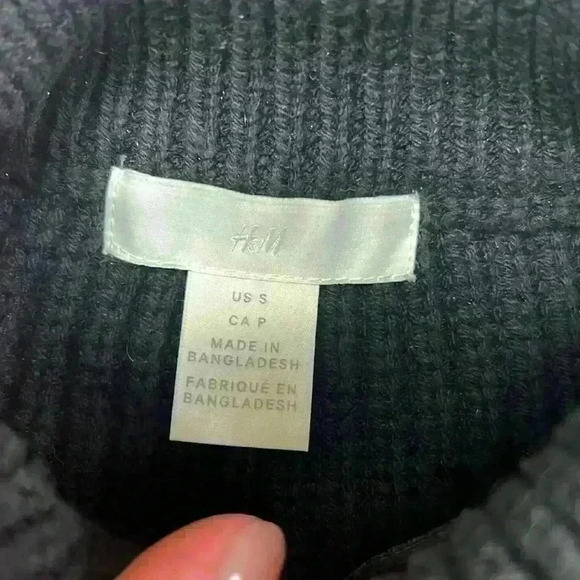 H&M
US S
CA P
MADE IN
BANGLADESH
FABRIQUÉ EN
BANGLADESH